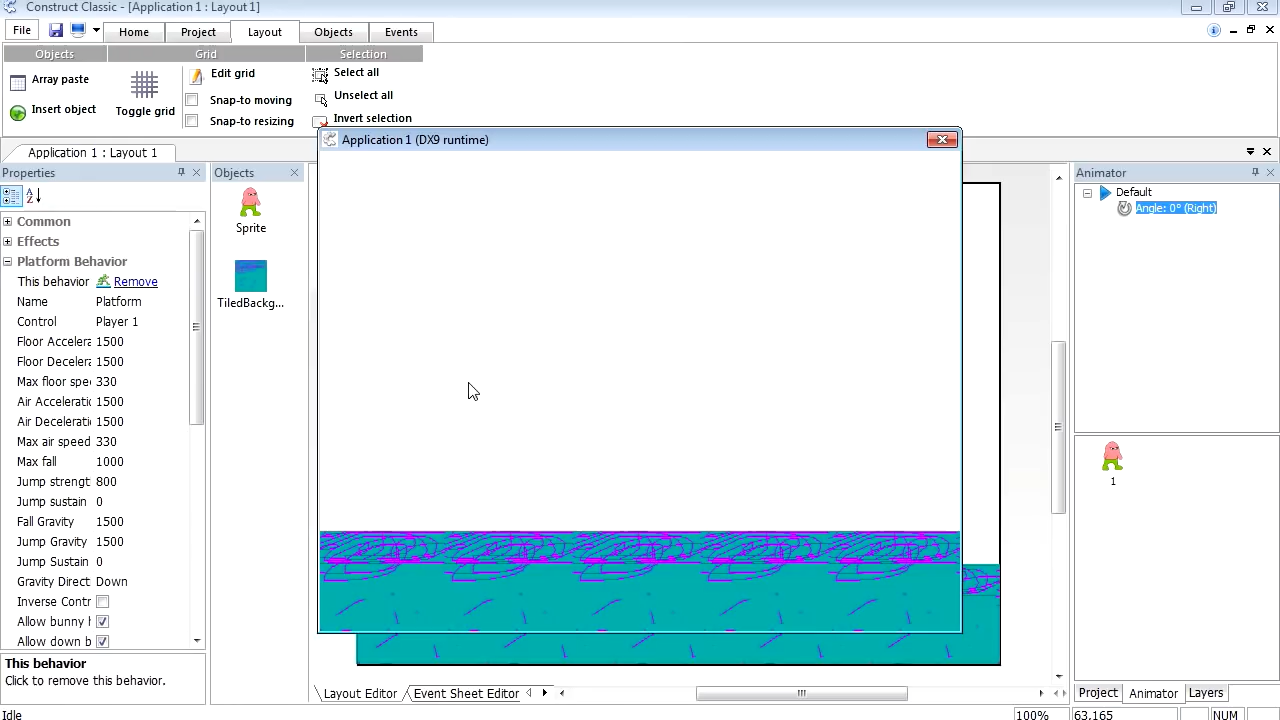 Construct Classic - [Application 1 : Layout 1]
File
Home
Project
Layout
Objects
Events
Objects
Grid
Selection
Array paste
Insert object
Toggle grid
Edit grid
Snap-to moving
Snap-to resizing
Select all
Unselect all
Invert selection
Application 1 : Layout 1
Properties
Common
Effects
Platform Behavior
This behavior Remove
Name Platform
Control Player 1
Floor Accelera 1500
Floor Decelera 1500
Max floor spe 330
Air Acceleratio 1500
Air Deceleratio 1500
Max air speed 330
Max fall 1000
Jump strengt 800
Jump sustain 0
Fall Gravity 1500
Jump Gravity 1500
Jump Sustain 0
Gravity Direct Down
Inverse Contr
Allow bunny h
Allow down b
This behavior
Click to remove this behavior.
Idle
Objects
Sprite
TiledBackg...
Application 1 (DX9 runtime)
Layout Editor
Event Sheet Editor
Animator
Default
Angle: 0° (Right)
1
Project
Animator
Layers
100%
63,165
NUM